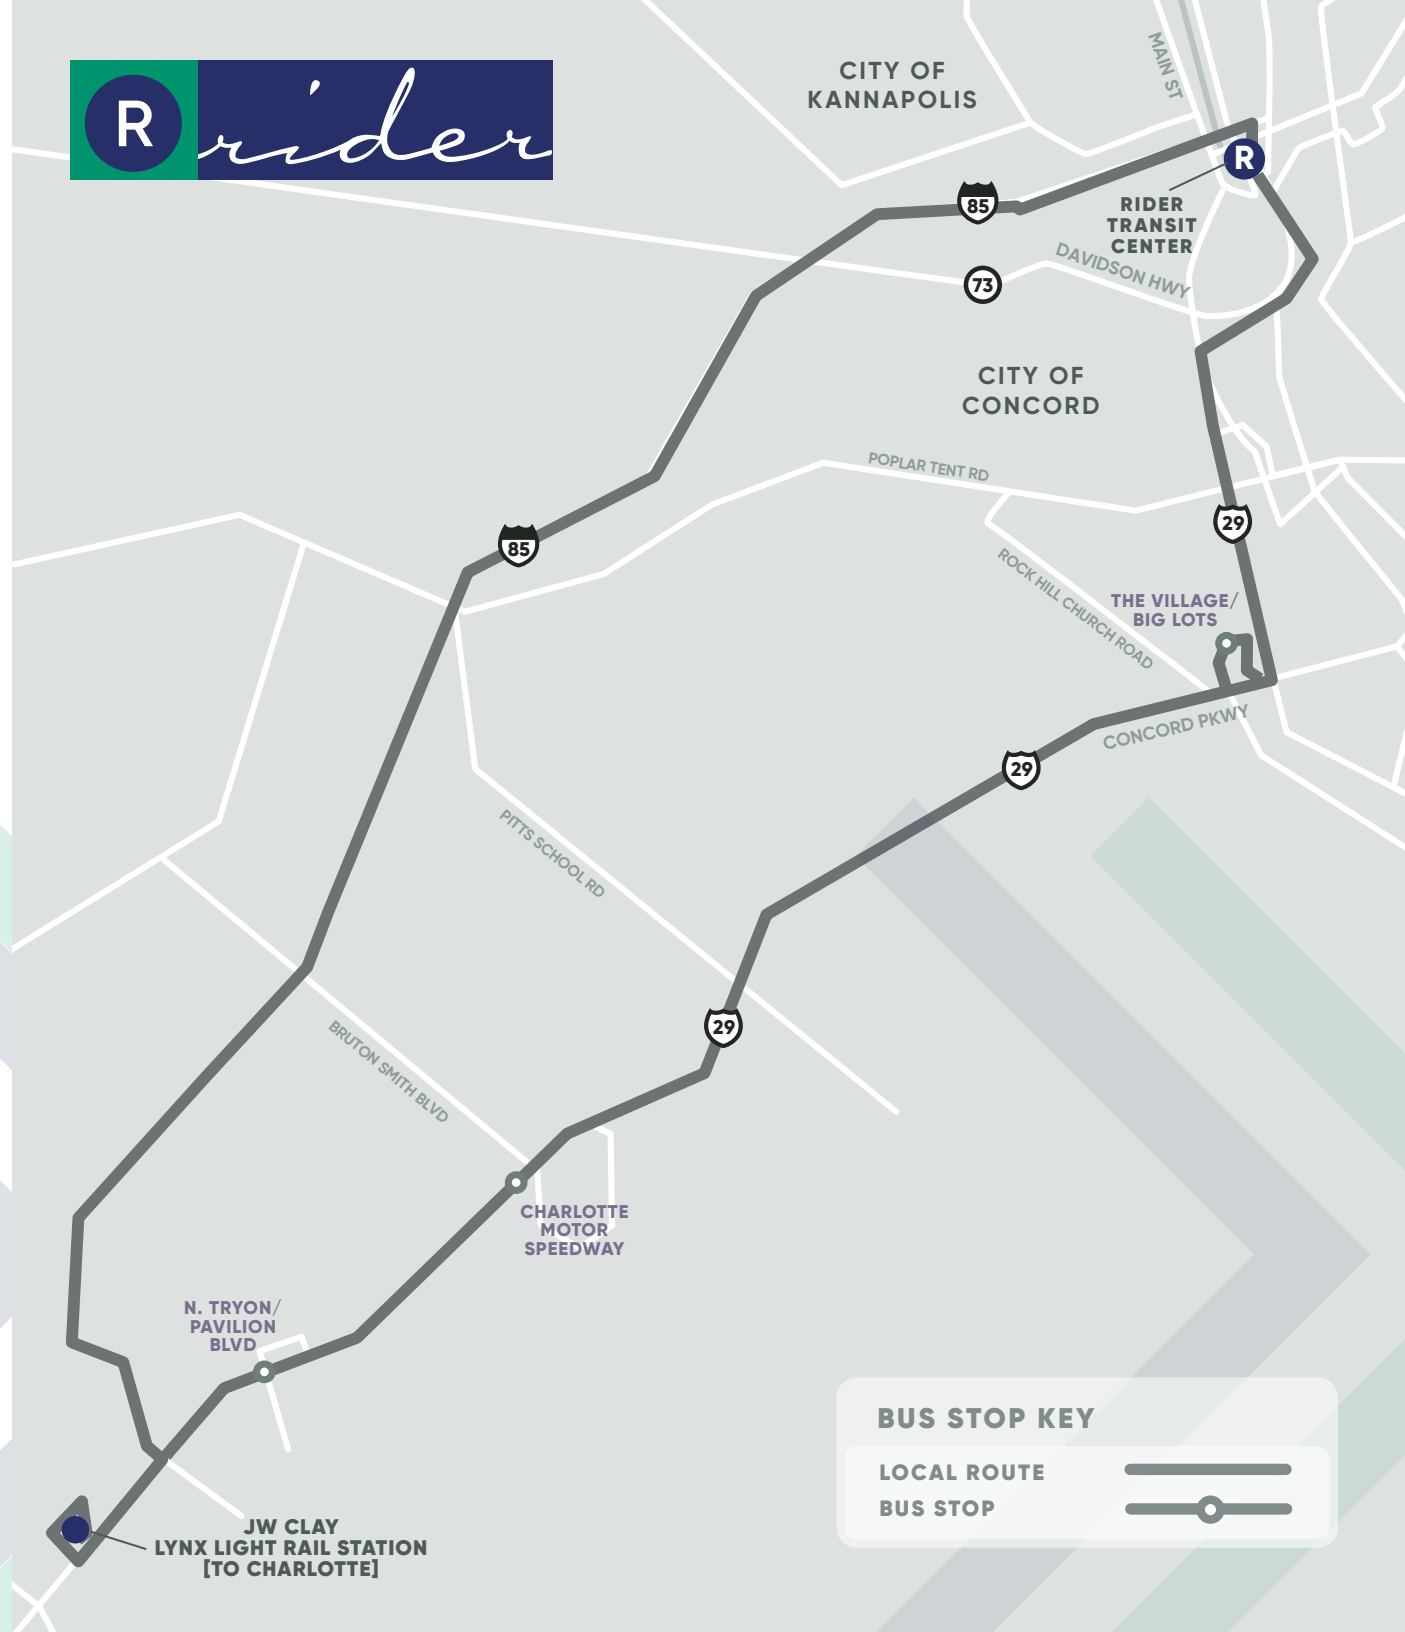 R rider
CITY OF
KANNAPOLIS
MAIN ST
R
85
RIDER
TRANSIT
CENTER
DAVIDSON HWY
73
CITY OF
CONCORD
POPLAR TENT RD
85
29
ROCK HILL CHURCH ROAD
THE VILLAGE/
BIG LOTS
CONCORD PKWY
29
PITTS SCHOOL RD
29
BRUTON SMITH BLVD
CHARLOTTE
MOTOR
SPEEDWAY
N. TRYON/
PAVILION
BLVD
BUS STOP KEY
LOCAL ROUTE
BUS STOP
JW CLAY
LYNX LIGHT RAIL STATION
[TO CHARLOTTE]